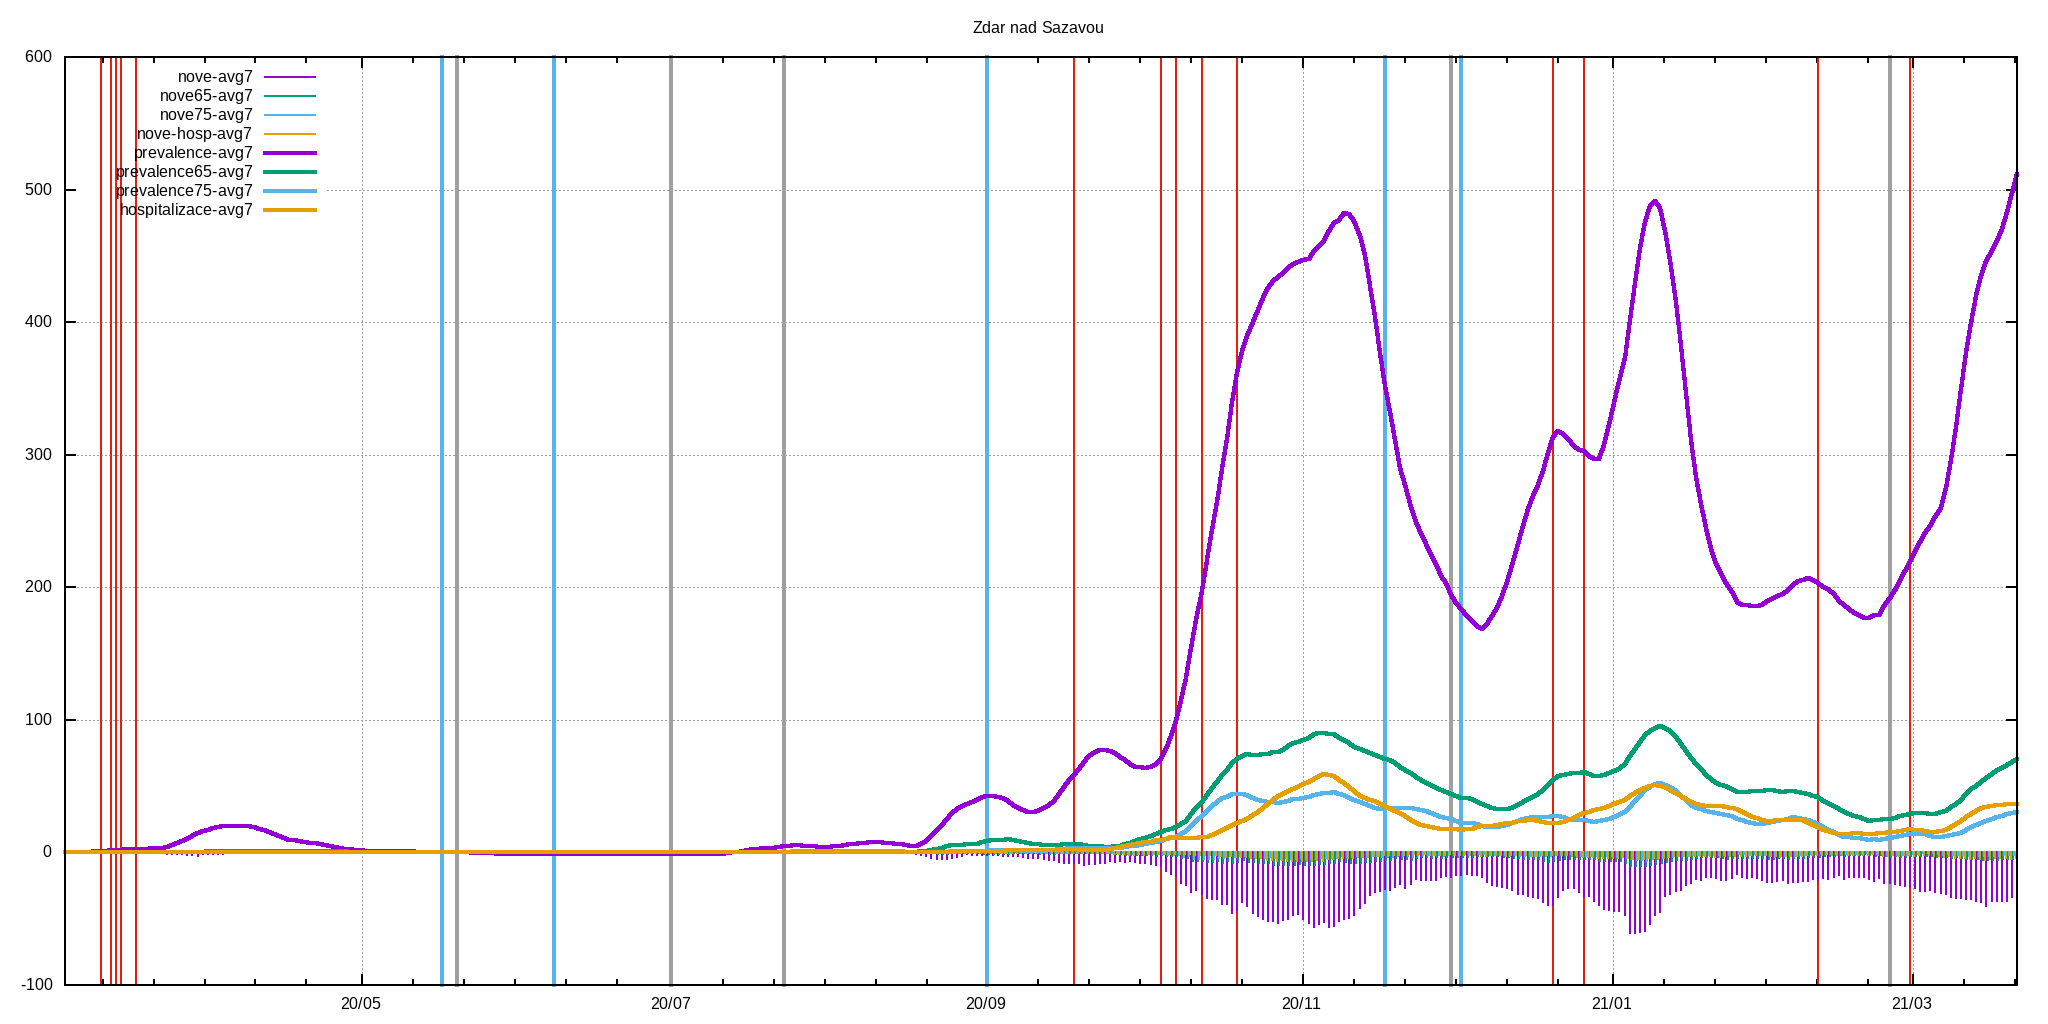 Zdar nad Sazavou
600
500
400
300
200
100
0
-100
nove-avg7
nove65-avg7
nove75-avg7
nove-hosp-avg7
prevalence-avg7
prevalence65-avg7
prevalence75-avg7
hospitalizace-avg7
20/05
20/07
20/09
20/11
21/01
21/03